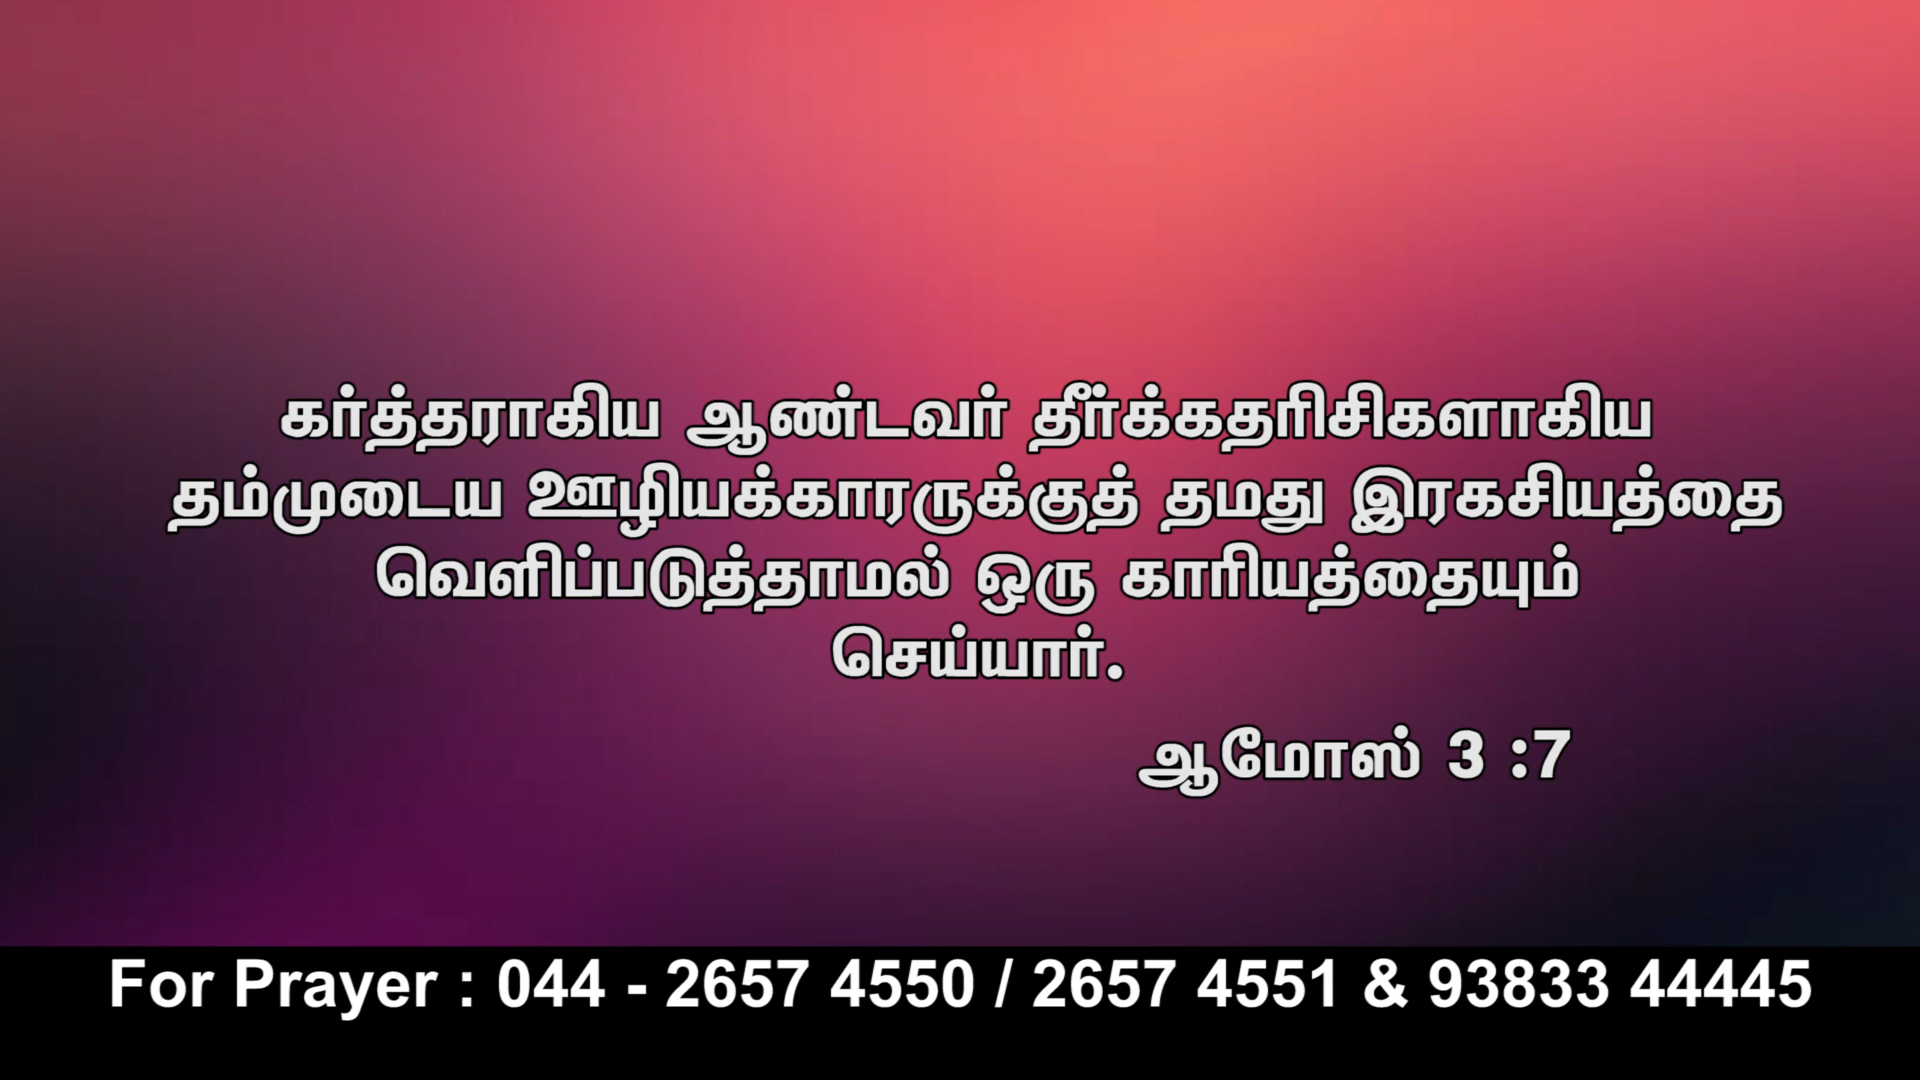 கர்த்தராகிய ஆண்டவர் தீர்க்கதரிசிகளாகிய
தம்முடைய ஊழியக்காரருக்குத் தமது இரகசியத்தை
வெளிப்படுத்தாமல் ஒரு காரியத்தையும்
செய்யார்.
ஆமோஸ் 3 :7
For Prayer : 044 - 2657 4550 / 2657 4551 & 93833 44445